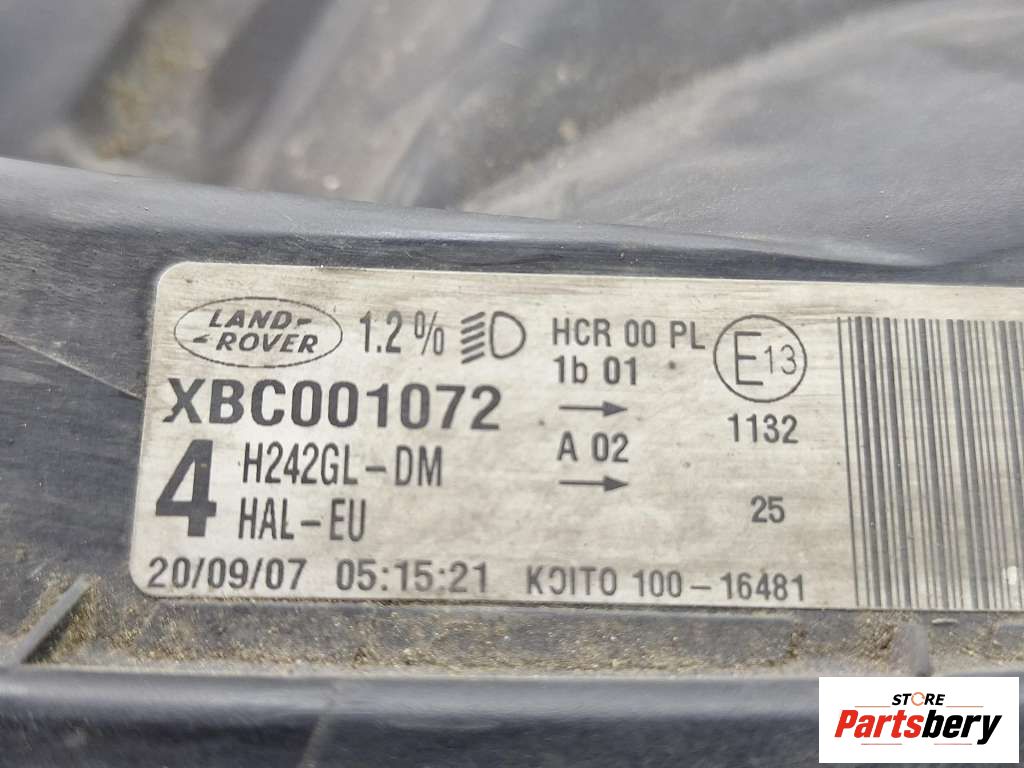 LAND-
ROVER
1.2%
HCR 00 PL
1b 01
E13
XBC001072
1132
4
H242GL-DM
A 02
HAL-EU
25
20/09/07 05:15:21 KOITO 100-16481
STORE
Partsbery